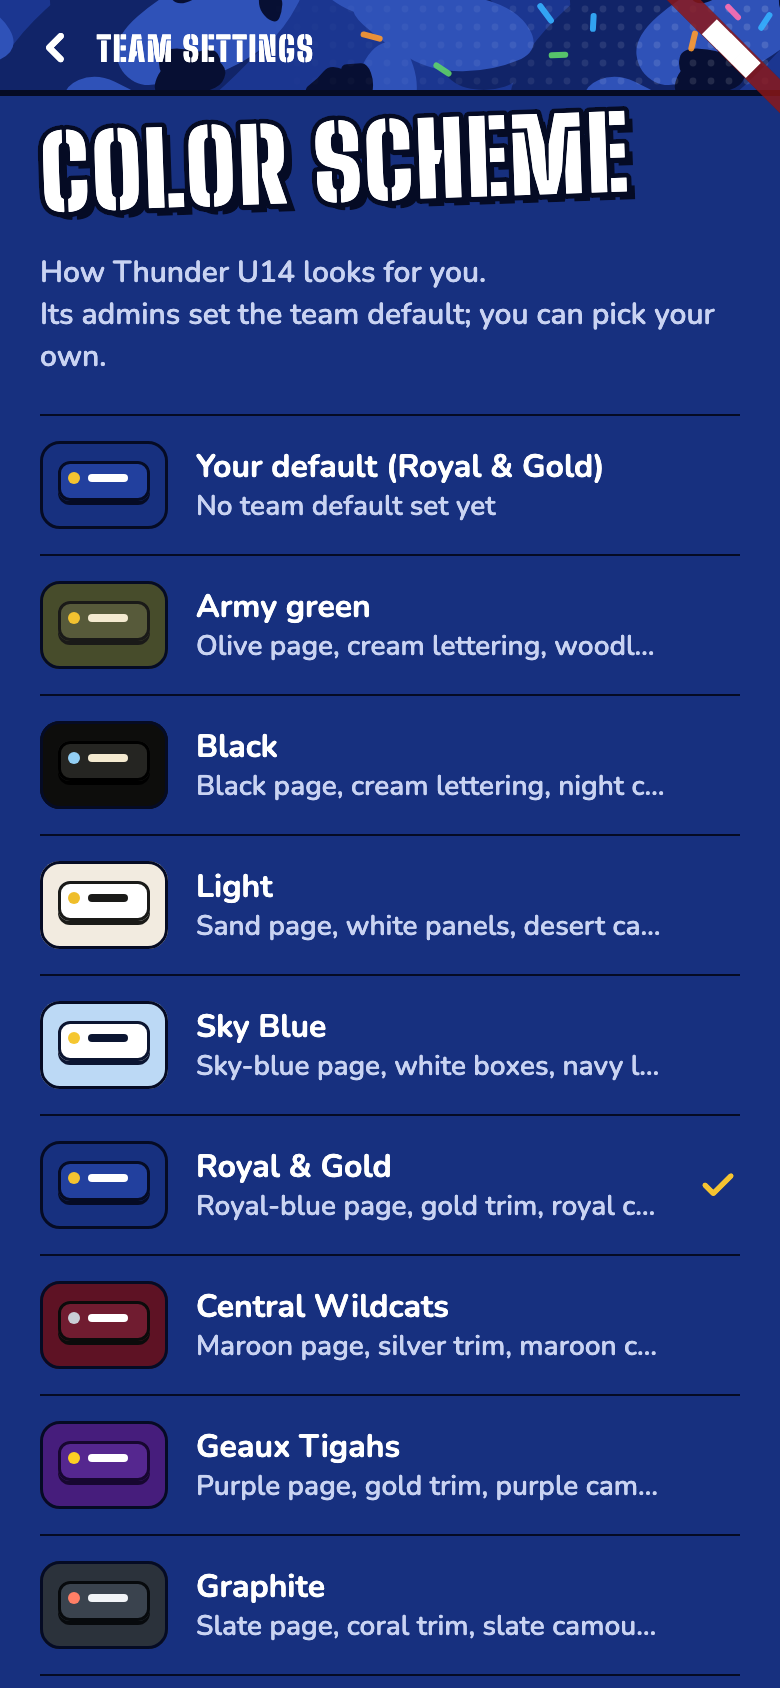 TEAM SETTINGS
COLOR SCHEME
How Thunder U14 looks for you.
Its admins set the team default; you can pick your
own.
Your default (Royal & Gold)
No team default set yet
Army green
Olive page, cream lettering, woodl...
Black
Black page, cream lettering, night c...
Light
Sand page, white panels, desert ca...
Sky Blue
Sky-blue page, white boxes, navy l...
Royal & Gold
Royal-blue page, gold trim, royal c...
Central Wildcats
Maroon page, silver trim, maroon c...
Geaux Tigahs
Purple page, gold trim, purple cam...
Graphite
Slate page, coral trim, slate camou...